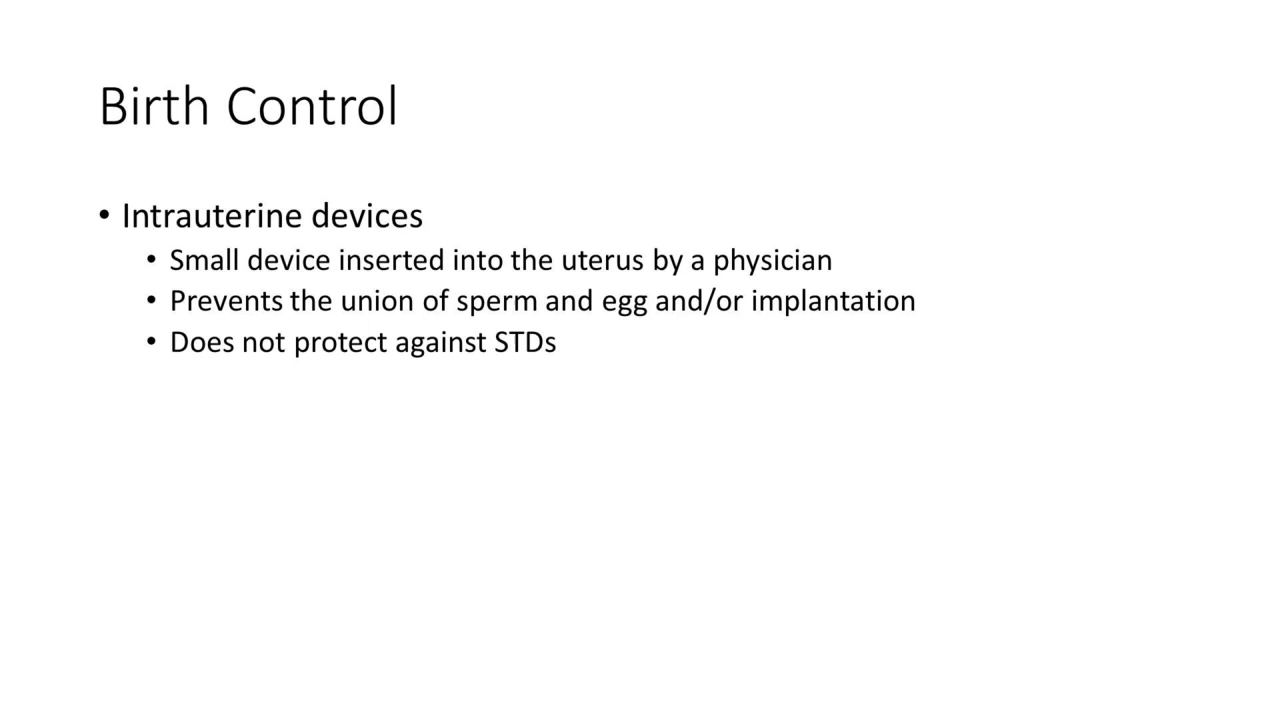 Birth Control
• Intrauterine devices
• Small device inserted into the uterus by a physician
• Prevents the union of sperm and egg and/or implantation
• Does not protect against STDs